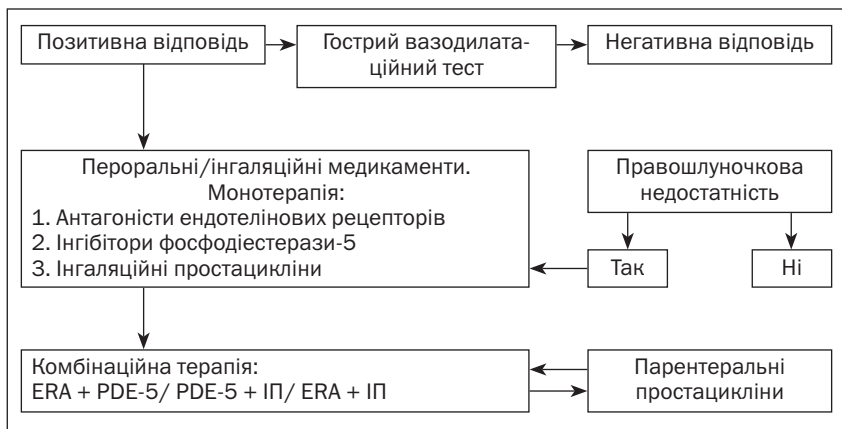 Позитивна відповідь
Гострий вазодилата-
ційний тест
Негативна відповідь
Пероральні/інгаляційні медикаменти.
Монотерапія:
1. Антагоністи ендотелінових рецепторів
2. Інгібітори фосфодіестерази-5
3. Інгаляційні простацикліни
Правошлуночкова
недостатність
Так
Ні
Комбінаційна терапія:
ERA + PDE-5/ PDE-5 + ІП/ ERA + ІП
Парентеральні
простацикліни